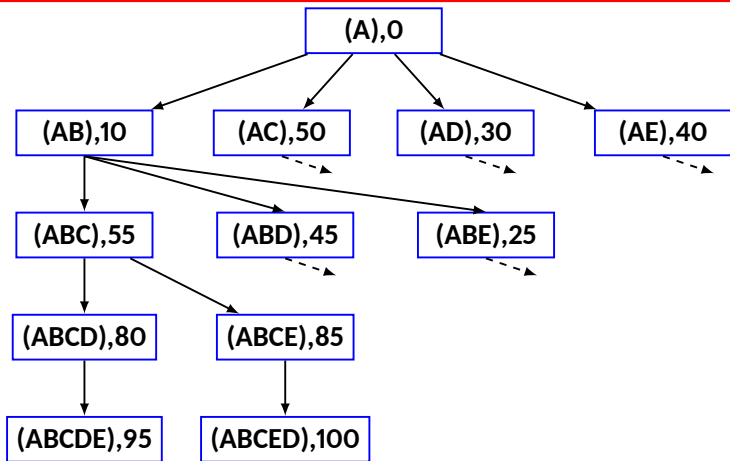 (A),0
(AB),10 (AC),50 (AD),30 (AE),40
(ABC),55 (ABD),45 (ABE),25
(ABCD),80 (ABCE),85
(ABCDE),95 (ABCED),100